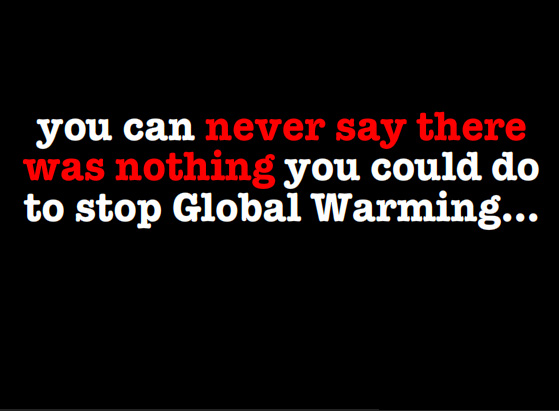 you can never say there
was nothing you could do
to stop Global Warming...